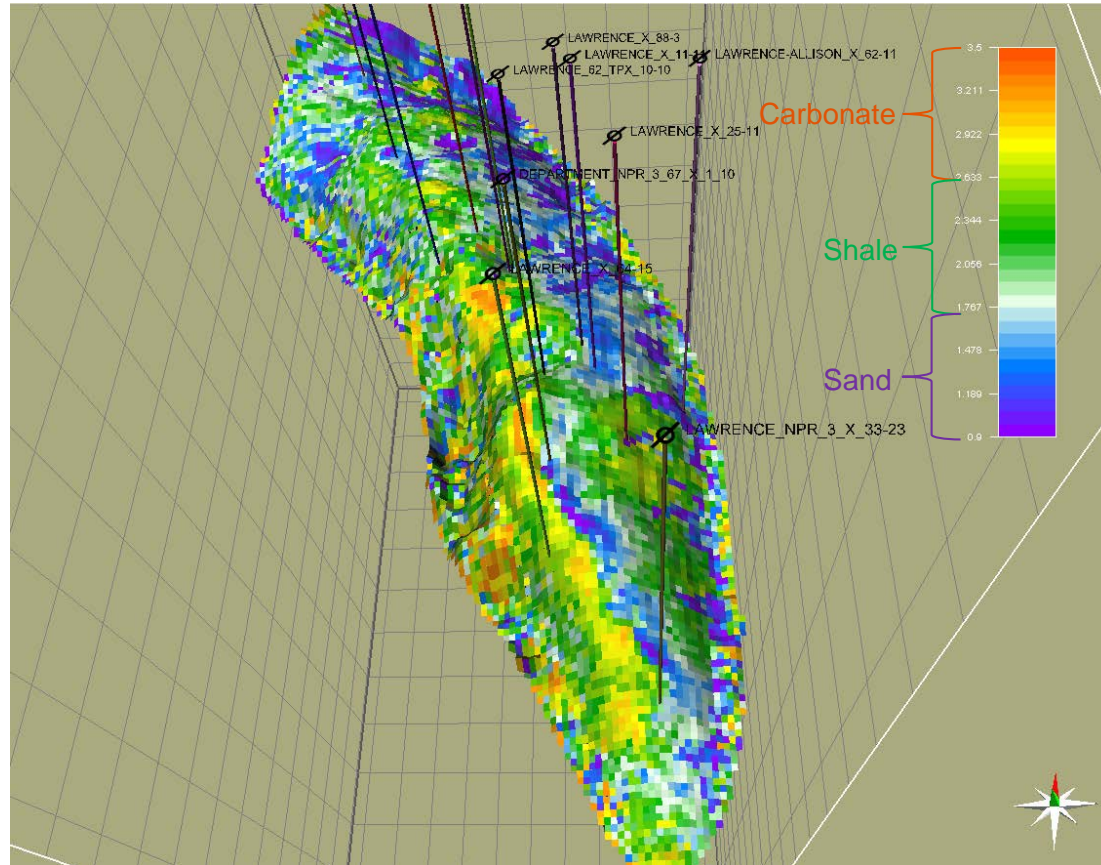 LAWRENCE_X_88-3
LAWRENCE_X_11-
LAWRENCE-ALLISON_X_62-11
LAWRENCE_62_TPX_10-10
LAWRENCE_X_25-11
DEPARTMENT_NPR_3_67_X_1_10
LAWRENCE_X_64-15
LAWRENCE_NPR_3_X_33-23
Carbonate
Shale
Sand
3.5
3.211
2.922
2.633
2.344
2.056
1.767
1.478
1.189
0.9